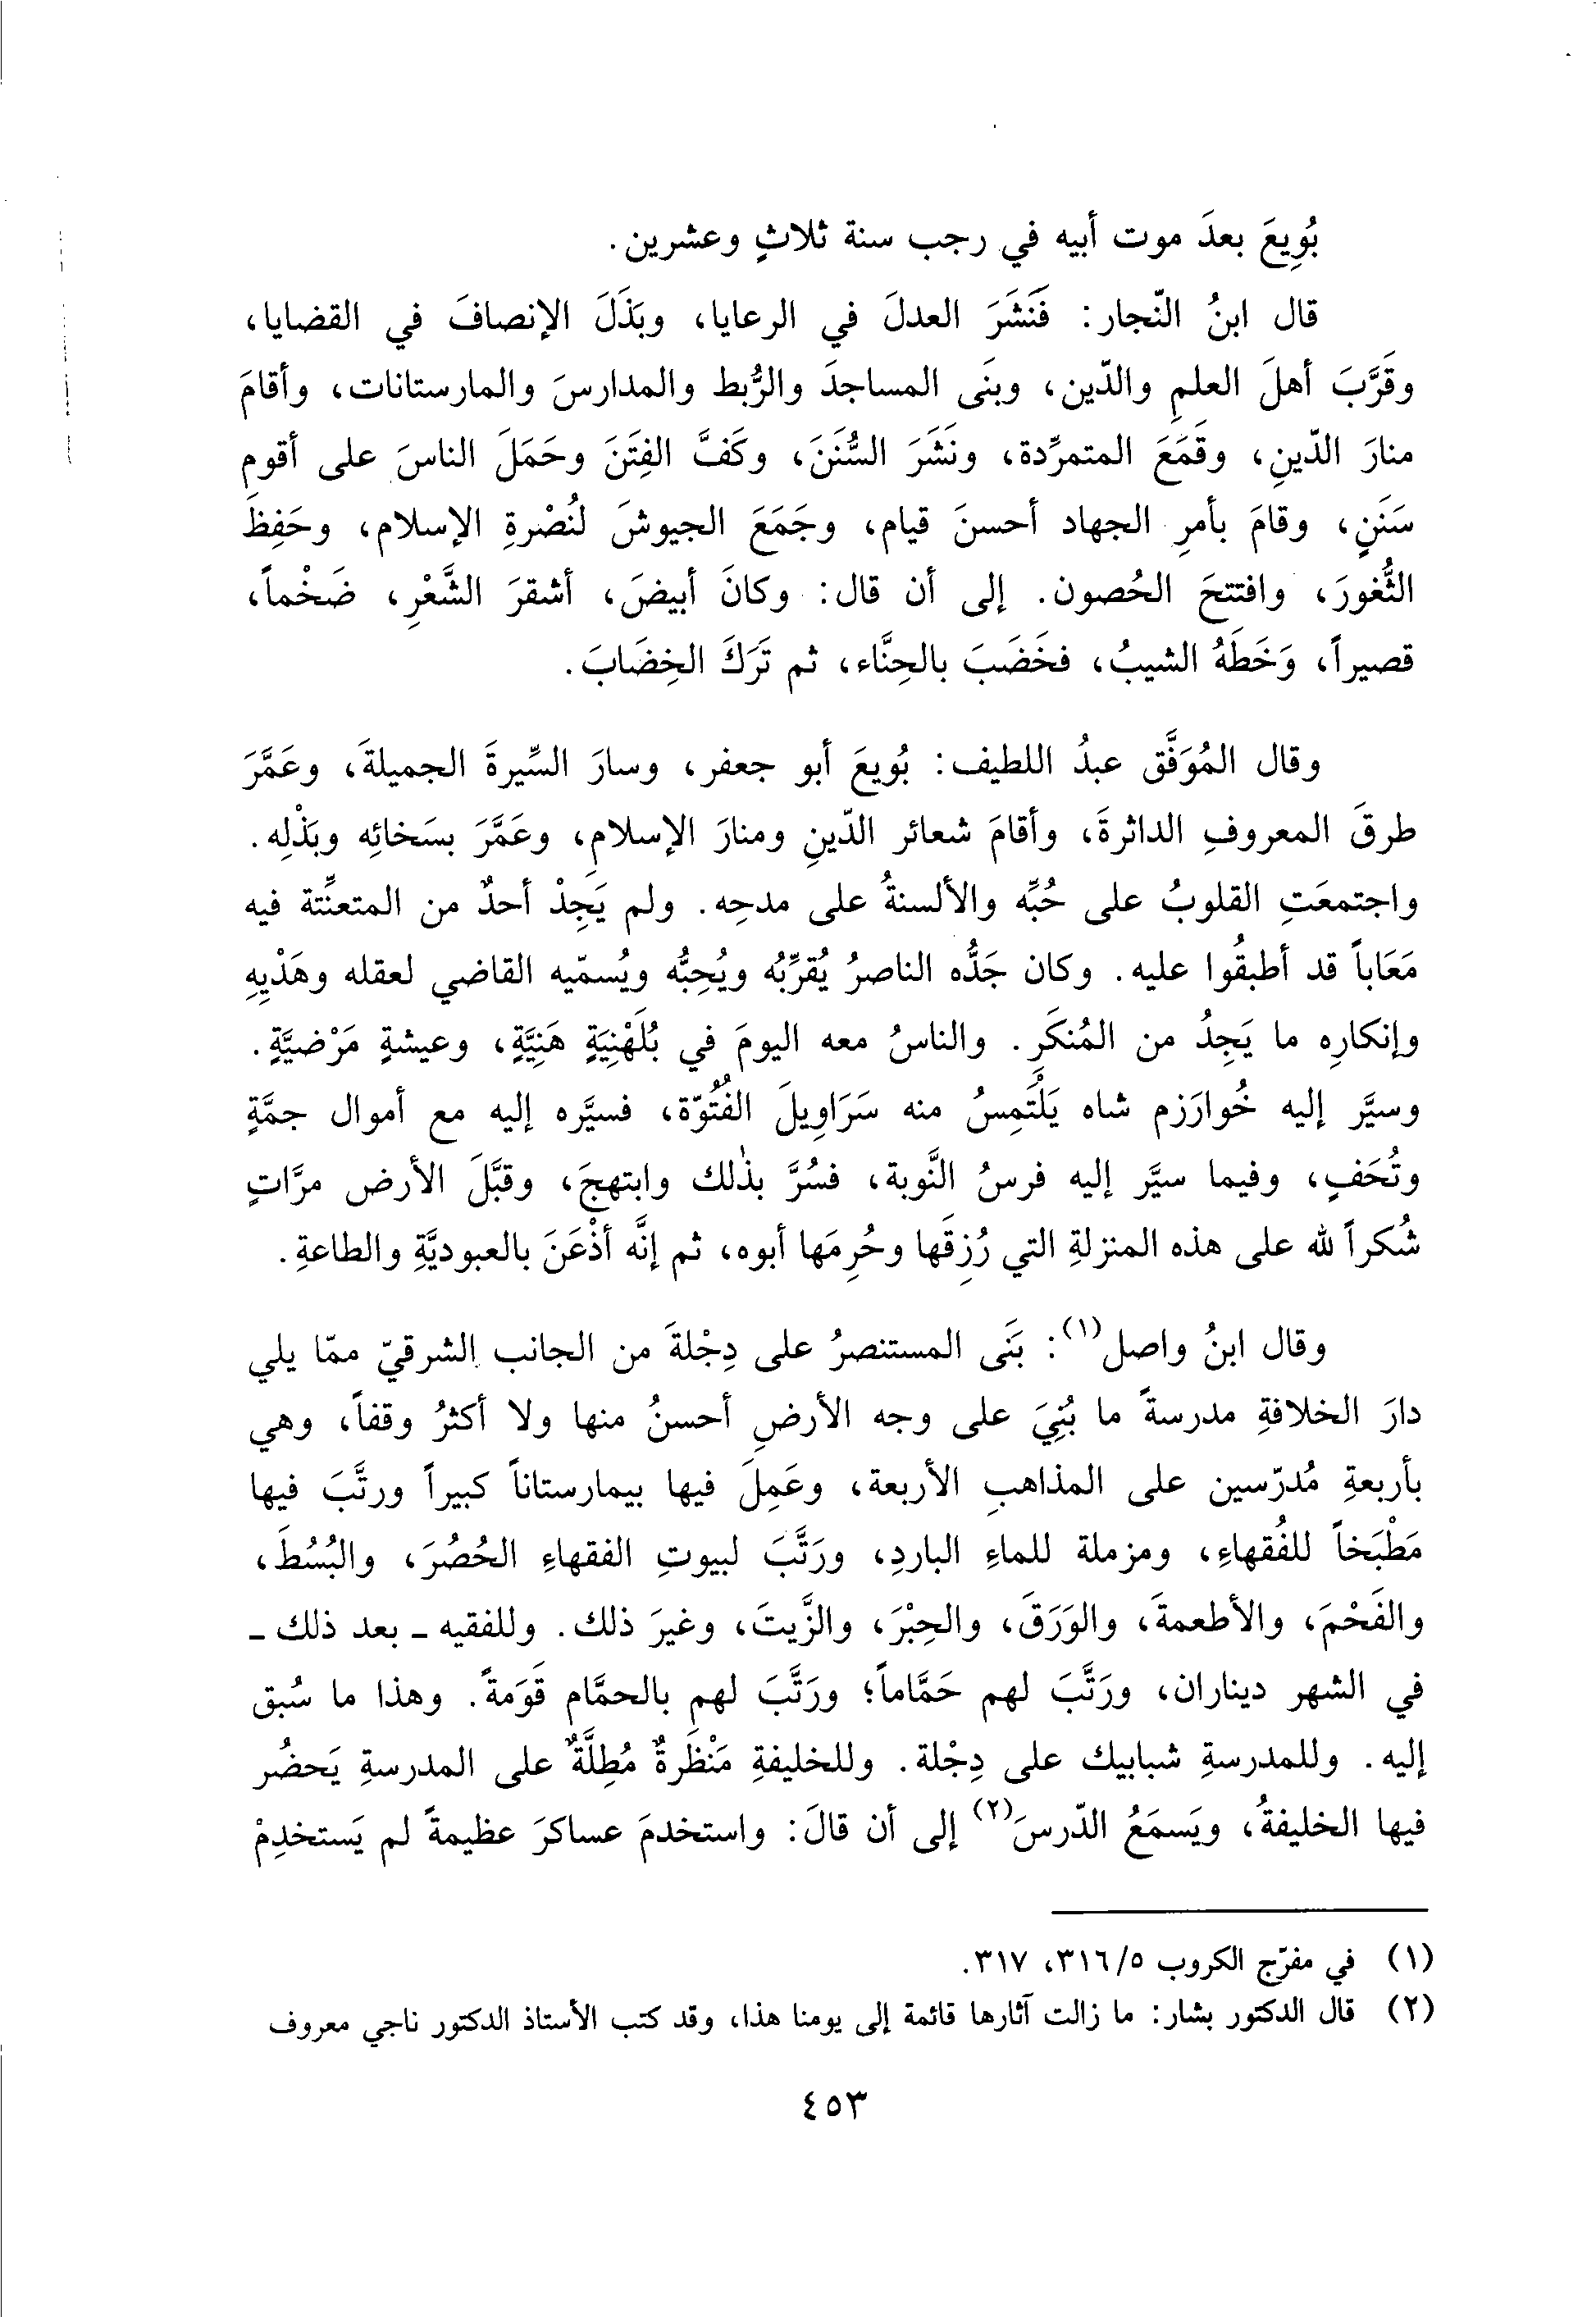 بُوِيعَ بعدَ موت أبيه في رجب سنة ثلاثٍ وعشرين.
قال ابنُ النّجار: فَنَشَرَ العدلَ في الرعايا، وبَذَلَ الإنصافَ في القضايا،
وقَرَّبَ أهلَ العلمِ والدّين، وبنَى المساجدَ والرُّبط والمدارسَ والمارستانات، وأقامَ
منارَ الدّينِ، وقَمَعَ المتمرِّدة، ونَشَرَ السُّنَنَ، وكَفَّ الفِتَنَ وحَمَلَ الناسَ على أقومِ
سَنَنٍ، وقامَ بأمرِ الجهاد أحسنَ قيام، وجَمَعَ الجيوشَ لنُصْرةِ الإسلام، وحَفِظَ
الثُّغورَ، وافتتحَ الحُصون. إلى أن قال: وكانَ أبيضَ، أشقرَ الشَّعْرِ، ضَخْماً،
قصيراً، وَخَطَهُ الشيبُ، فخَضَبَ بالحِنَّاء، ثم تَرَكَ الخِضَابَ.
وقال المُوَفَّق عبدُ اللطيف: بُويعَ أبو جعفر، وسارَ السِّيرةَ الجميلةَ، وعَمَّرَ
طرقَ المعروفِ الداثرةَ، وأقامَ شعائر الدّينِ ومنارَ الإسلامِ، وعَمَّرَ بسَخائِه وبَذْلِه.
واجتمعَتِ القلوبُ على حُبِّه والألسنةُ على مدحِه. ولم يَجِدْ أحدٌ من المتعنِّتة فيه
مَعَاباً قد أطبقُوا عليه. وكان جَدُّه الناصرُ يُقرِّبُه ويُحِبُّه ويُسمّيه القاضي لعقله وهَدْيِهِ
وإنكارِه ما يَجِدُ من المُنكَرِ. والناسُ معه اليومَ في بُلَهْنِيَةٍ هَنِيَّةٍ، وعيشةٍ مَرْضيَّةٍ.
وسيَّر إليه خُوارَزم شاه يَلْتَمِسُ منه سَرَاوِيلَ الفُتُوّة، فسيَّره إليه مع أموال جمَّةٍ
وتُحَفٍ، وفيما سيَّر إليه فرسُ النَّوبة، فسُرَّ بذٰلك وابتهجَ، وقبَّلَ الأرض مرَّاتٍ
شُكراً لله على هذه المنزلةِ التي رُزِقَها وحُرِمَها أبوه، ثم إنَّه أذْعَنَ بالعبوديَّةِ والطاعةِ.
وقال ابنُ واصل(١): بَنَى المستنصرُ على دِجْلةَ من الجانب الشرقيّ ممّا يلي
دارَ الخلافةِ مدرسةً ما بُنِيَ على وجه الأرضِ أحسنُ منها ولا أكثرُ وقفاً، وهي
بأربعةِ مُدرّسين على المذاهبِ الأربعة، وعَمِلَ فيها بيمارستاناً كبيراً ورتَّبَ فيها
مَطْبَخاً للفُقهاءِ، ومزملة للماءِ الباردِ، ورَتَّبَ لبيوتِ الفقهاءِ الحُصُرَ، والبُسُطَ،
والفَحْمَ، والأطعمةَ، والوَرَقَ، والحِبْرَ، والزَّيتَ، وغيرَ ذلك. وللفقيه ـ بعد ذلك ـ
في الشهر ديناران، ورَتَّبَ لهم حَمَّاماً؛ ورَتَّبَ لهم بالحمَّام قَوَمةً. وهذا ما سُبق
إليه. وللمدرسةِ شبابيك على دِجْلة. وللخليفةِ مَنْظَرةٌ مُطِلَّةٌ على المدرسةِ يَحضُر
فيها الخليفةُ، ويَسمَعُ الدّرسَ(٢) إلى أن قالَ: واستخدمَ عساكرَ عظيمةً لم يَستخدِمْ
(١) في مفرّج الكروب ٣١٦/٥، ٣١٧.
(٢) قال الدكتور بشار: ما زالت آثارها قائمة إلى يومنا هذا، وقد كتب الأستاذ الدكتور ناجي معروف
٤٥٣